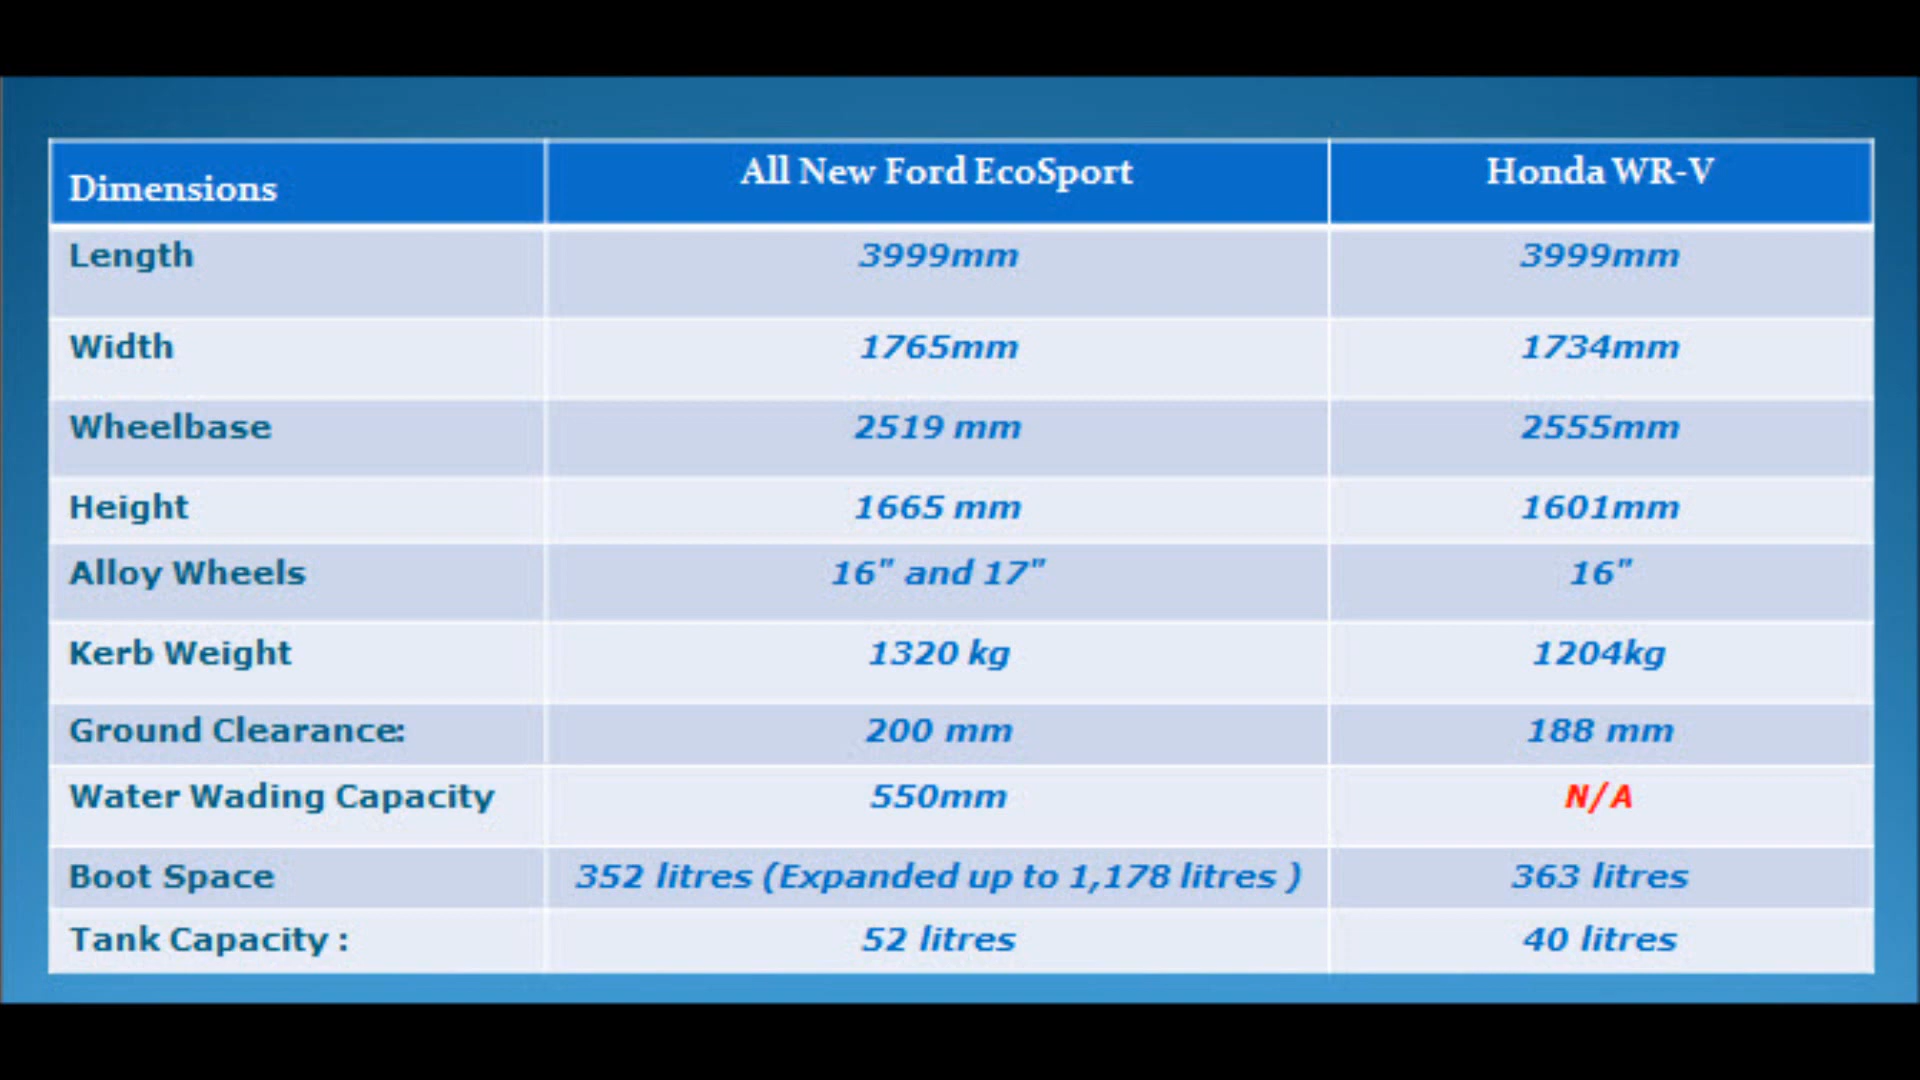 Dimensions All New Ford EcoSport Honda WR-V
Length 3999mm 3999mm
Width 1765mm 1734mm
Wheelbase 2519 mm 2555mm
Height 1665 mm 1601mm
Alloy Wheels 16" and 17" 16"
Kerb Weight 1320 kg 1204kg
Ground Clearance: 200 mm 188 mm
Water Wading Capacity 550mm N/A
Boot Space 352 litres (Expanded up to 1,178 litres ) 363 litres
Tank Capacity : 52 litres 40 litres